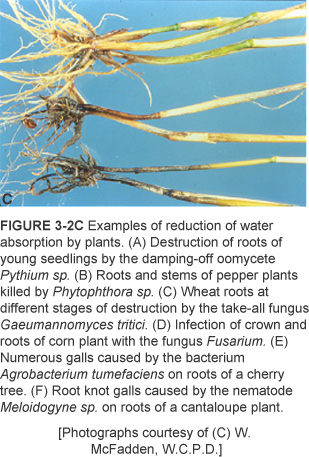 C
FIGURE 3-2C Examples of reduction of water
absorption by plants. (A) Destruction of roots of
young seedlings by the damping-off oomycete
Pythium sp. (B) Roots and stems of pepper plants
killed by Phytophthora sp. (C) Wheat roots at
different stages of destruction by the take-all fungus
Gaeumannomyces tritici. (D) Infection of crown and
roots of corn plant with the fungus Fusarium. (E)
Numerous galls caused by the bacterium
Agrobacterium tumefaciens on roots of a cherry
tree. (F) Root knot galls caused by the nematode
Meloidogyne sp. on roots of a cantaloupe plant.
[Photographs courtesy of (C) W.
McFadden, W.C.P.D.]